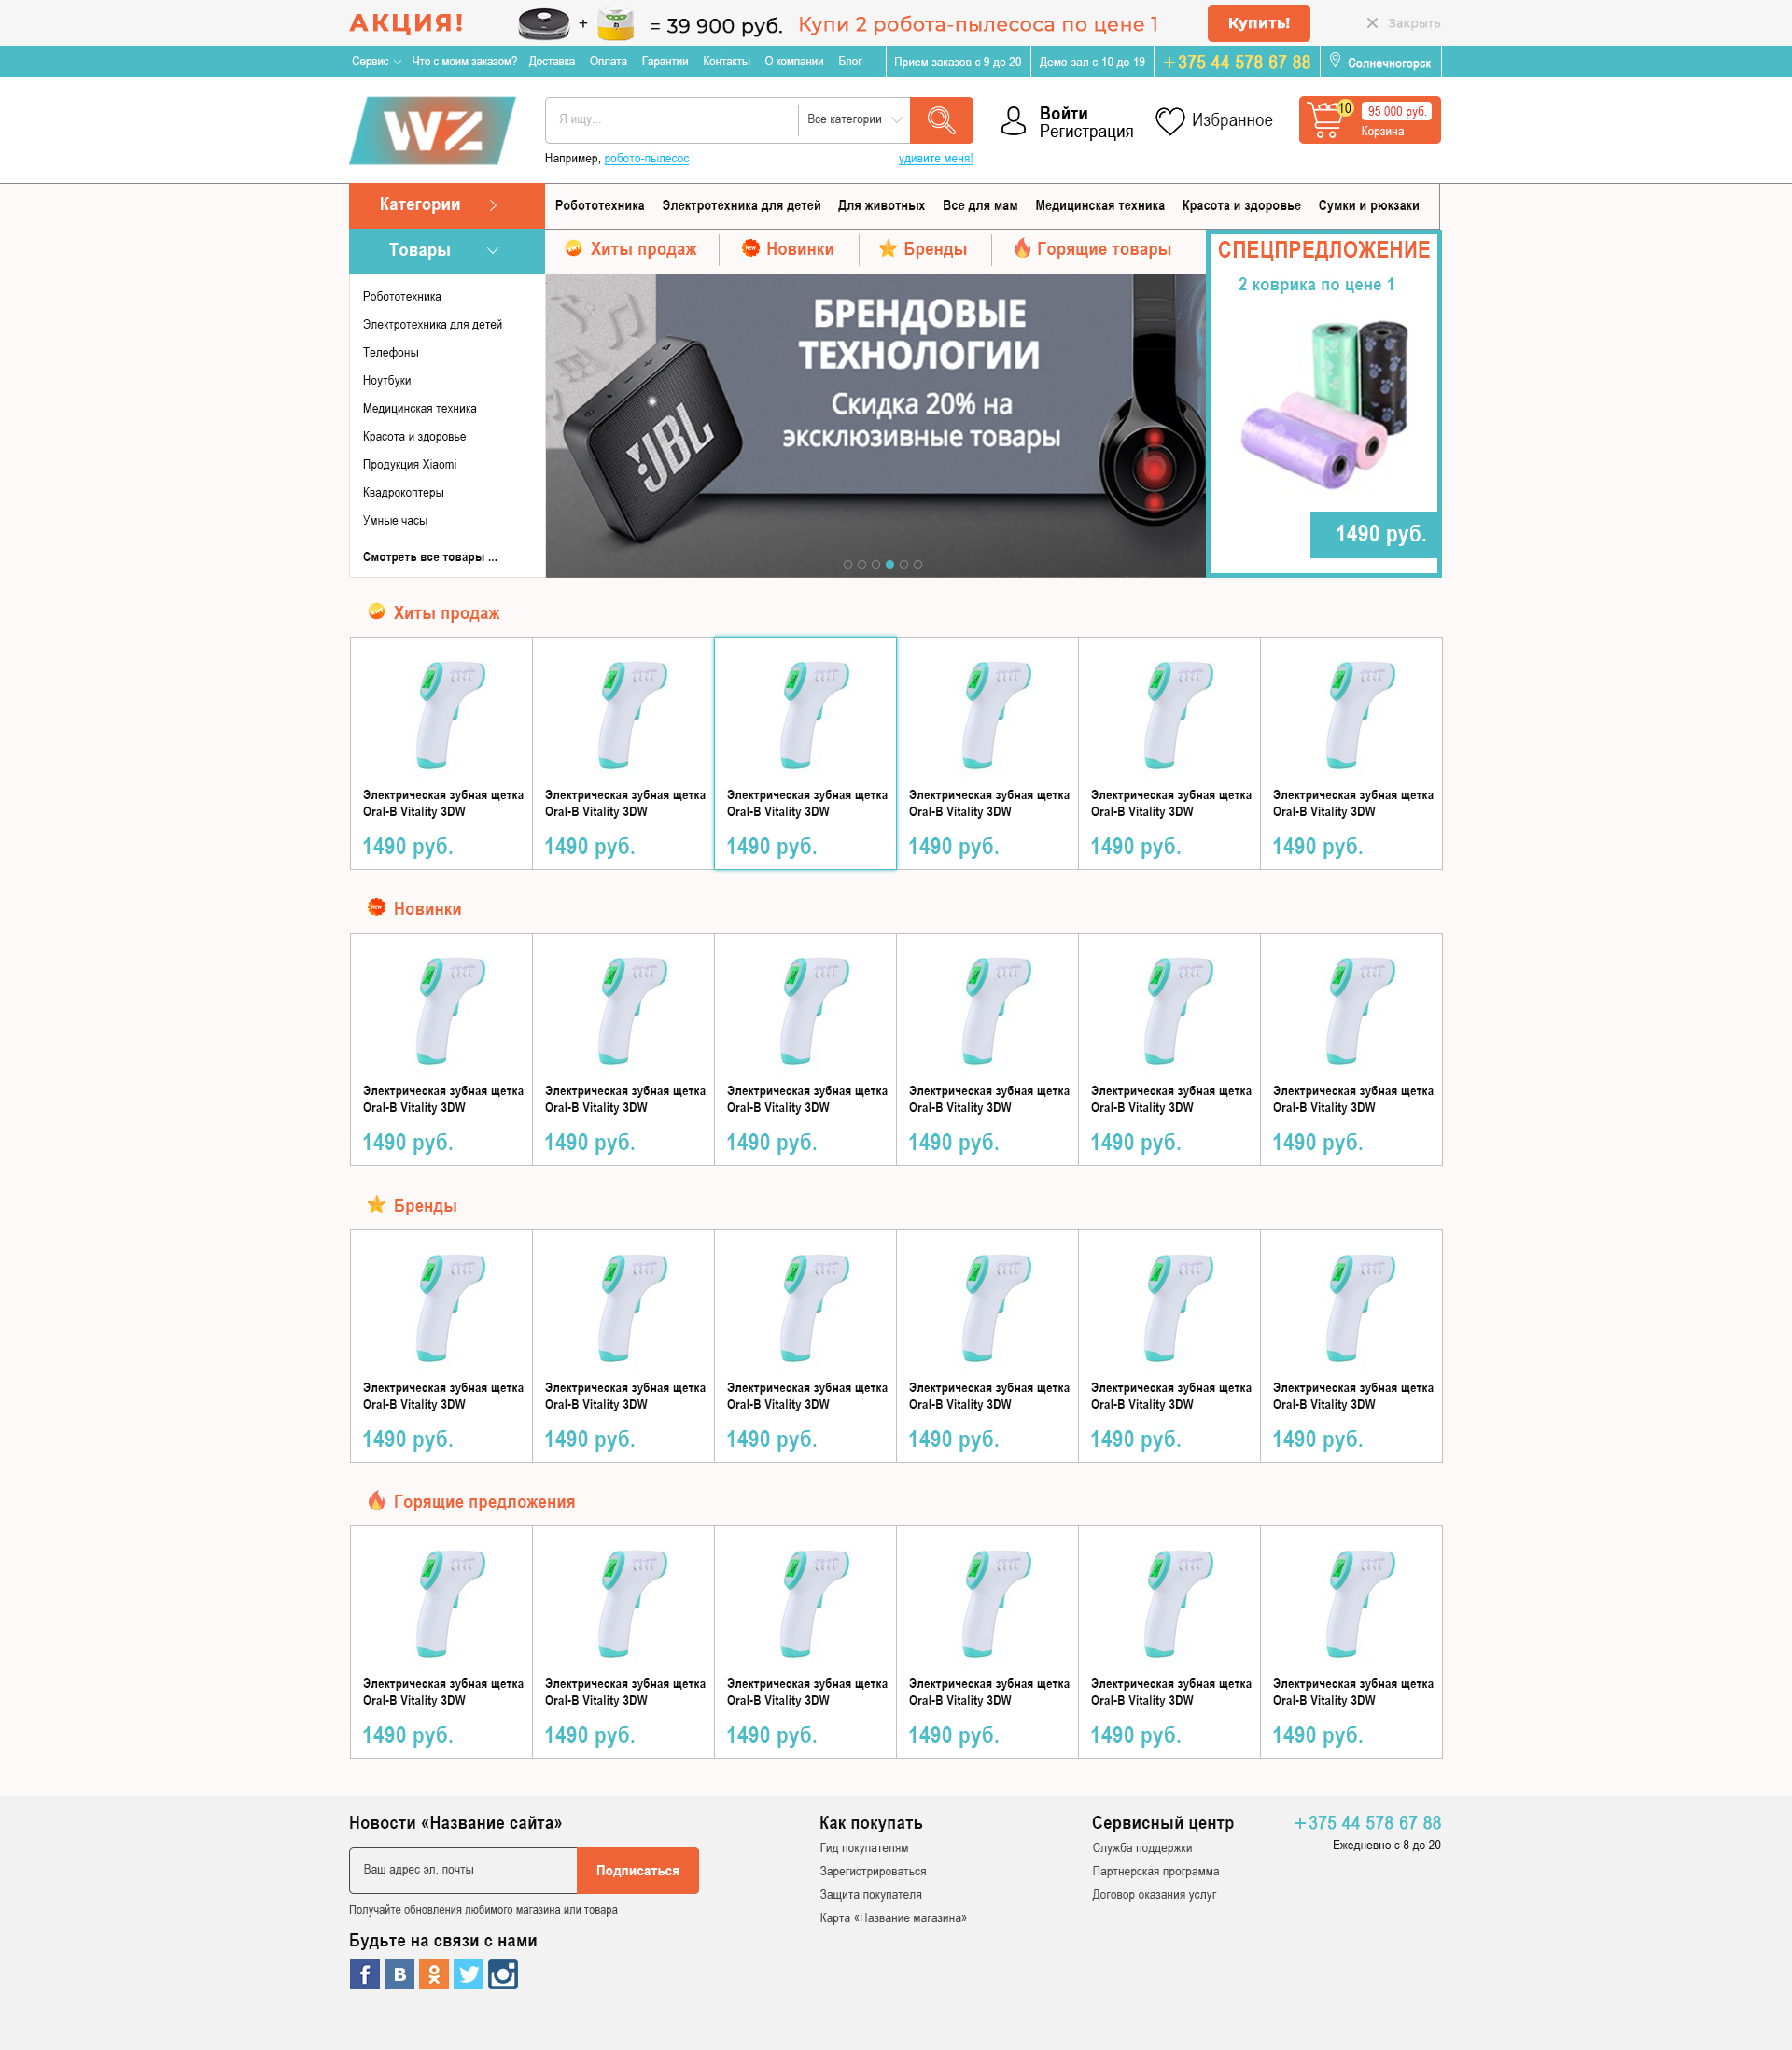 АКЦИЯ! + = 39 900 руб. Купи 2 робота-пылесоса по цене 1 Купить! Закрыть
Сервис Что с моим заказом? Доставка Оплата Гарантии Контакты О компании Блог Прием заказов с 9 до 20 Демо-зал с 10 до 19 +375 44 578 67 88 Солнечногорск
WZ
Я ищу... Все категории
Войти
Регистрация
Избранное
10
95 000 руб.
Корзина
Например, робото-пылесос удивите меня!
Категории Робототехника Электротехника для детей Для животных Все для мам Медицинская техника Красота и здоровье Сумки и рюкзаки
Товары Хиты продаж Новинки Бренды Горящие товары
СПЕЦПРЕДЛОЖЕНИЕ
2 коврика по цене 1
1490 руб.
Робототехника
Электротехника для детей
Телефоны
Ноутбуки
Медицинская техника
Красота и здоровье
Продукция Xiaomi
Квадрокоптеры
Умные часы
Смотреть все товары ...
БРЕНДОВЫЕ
ТЕХНОЛОГИИ
Скидка 20% на
эксклюзивные товары
JBL
Хиты продаж
Электрическая зубная щетка Электрическая зубная щетка Электрическая зубная щетка Электрическая зубная щетка Электрическая зубная щетка Электрическая зубная щетка
Oral-B Vitality 3DW Oral-B Vitality 3DW Oral-B Vitality 3DW Oral-B Vitality 3DW Oral-B Vitality 3DW Oral-B Vitality 3DW
1490 руб. 1490 руб. 1490 руб. 1490 руб. 1490 руб. 1490 руб.
Новинки
Электрическая зубная щетка Электрическая зубная щетка Электрическая зубная щетка Электрическая зубная щетка Электрическая зубная щетка Электрическая зубная щетка
Oral-B Vitality 3DW Oral-B Vitality 3DW Oral-B Vitality 3DW Oral-B Vitality 3DW Oral-B Vitality 3DW Oral-B Vitality 3DW
1490 руб. 1490 руб. 1490 руб. 1490 руб. 1490 руб. 1490 руб.
Бренды
Электрическая зубная щетка Электрическая зубная щетка Электрическая зубная щетка Электрическая зубная щетка Электрическая зубная щетка Электрическая зубная щетка
Oral-B Vitality 3DW Oral-B Vitality 3DW Oral-B Vitality 3DW Oral-B Vitality 3DW Oral-B Vitality 3DW Oral-B Vitality 3DW
1490 руб. 1490 руб. 1490 руб. 1490 руб. 1490 руб. 1490 руб.
Горящие предложения
Электрическая зубная щетка Электрическая зубная щетка Электрическая зубная щетка Электрическая зубная щетка Электрическая зубная щетка Электрическая зубная щетка
Oral-B Vitality 3DW Oral-B Vitality 3DW Oral-B Vitality 3DW Oral-B Vitality 3DW Oral-B Vitality 3DW Oral-B Vitality 3DW
1490 руб. 1490 руб. 1490 руб. 1490 руб. 1490 руб. 1490 руб.
Новости «Название сайта»
Ваш адрес эл. почты Подписаться
Получайте обновления любимого магазина или товара
Будьте на связи с нами
Как покупать
Гид покупателям
Зарегистрироваться
Защита покупателя
Карта «Название магазина»
Сервисный центр
Служба поддержки
Партнерская программа
Договор оказания услуг
+375 44 578 67 88
Ежедневно с 8 до 20